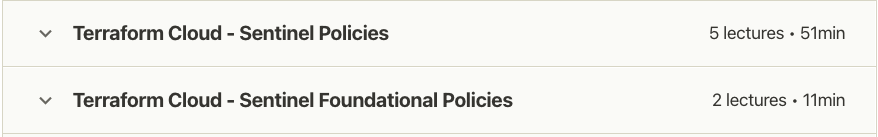 Terraform Cloud - Sentinel Policies 5 lectures • 51min
Terraform Cloud - Sentinel Foundational Policies 2 lectures • 11min